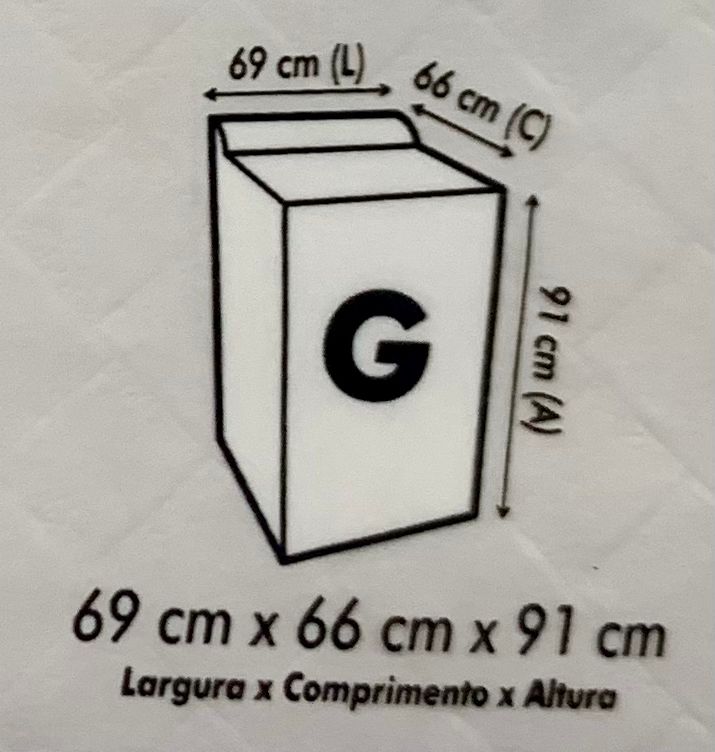 69 cm (L)
66 cm (C)
G
91 cm (A)
69 cm x 66 cm x 91 cm
Largura x Comprimento x Altura